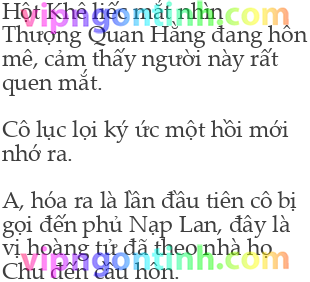 Hột Khê liếc mắt nhìn
Thượng Quan Hằng đang hôn
mê, cảm thấy người này rất
quen mắt.
Cô lục lọi ký ức một hồi mới
nhớ ra.
A, hóa ra là lần đầu tiên cô bị
gọi đến phủ Nạp Lan, đây là
vị hoàng tử đã theo nhà họ
Chu đến cầu hôn.
vipngontinh.com
vipngontinh.com
vipngontinh.com